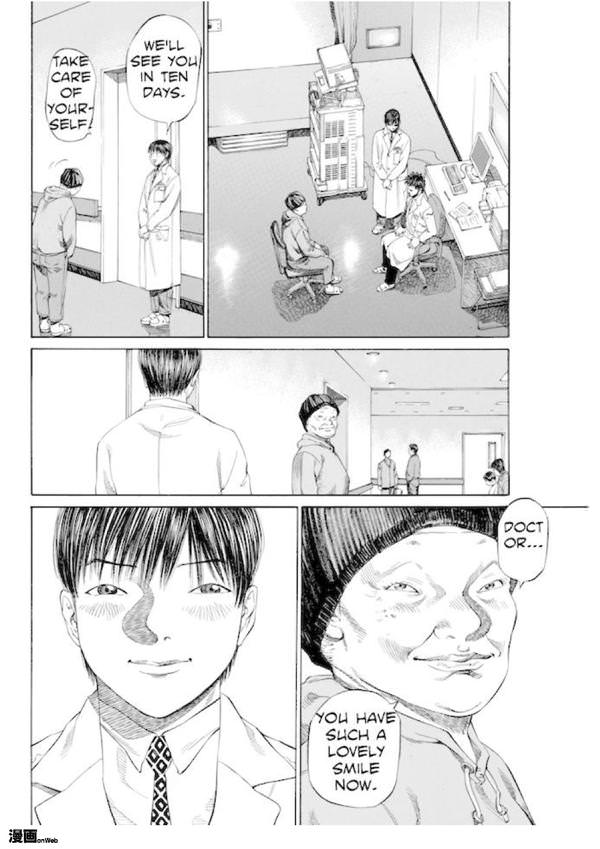 WE'LL
SEE YOU
IN TEN
DAYS.
TAKE
CARE
OF
YOUR-
SELF.
DOCT
OR...
YOU HAVE
SUCH A
LOVELY
SMILE
NOW.
漫画onWeb